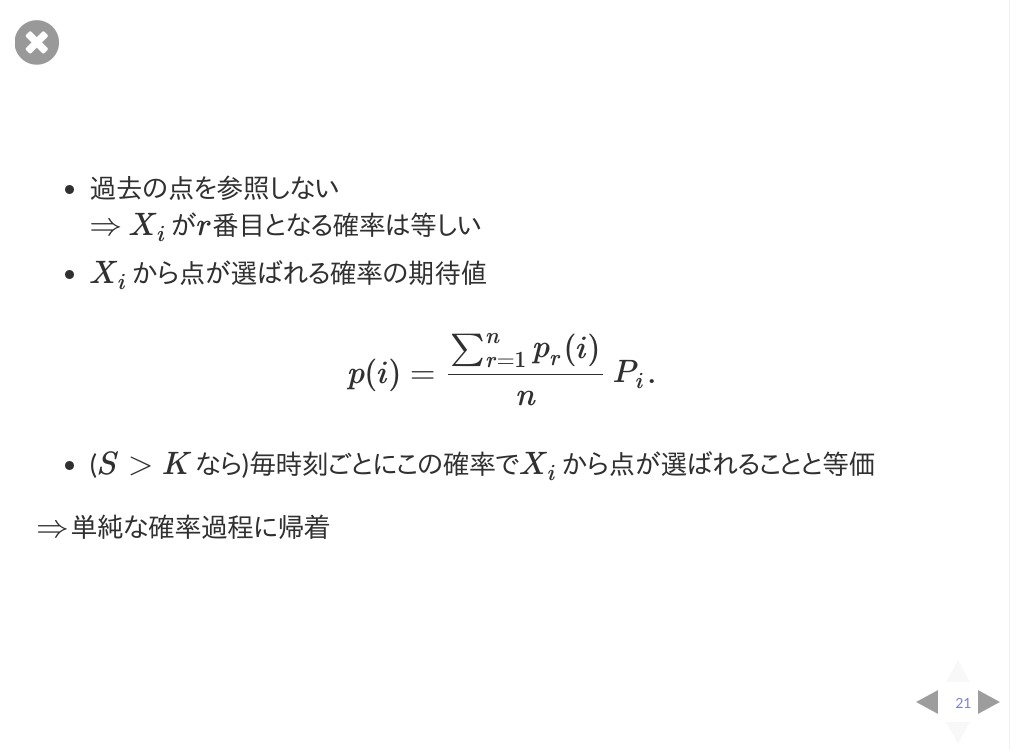 • 過去の点を参照しない
⇒ X_i がr番目となる確率は等しい
• X_i から点が選ばれる確率の期待値
p(i) = \frac{\sum_{r=1}^{n} p_r(i)}{n} P_i.
• (S > K なら)毎時刻ごとにこの確率でX_i から点が選ばれることと等価
⇒単純な確率過程に帰着
21